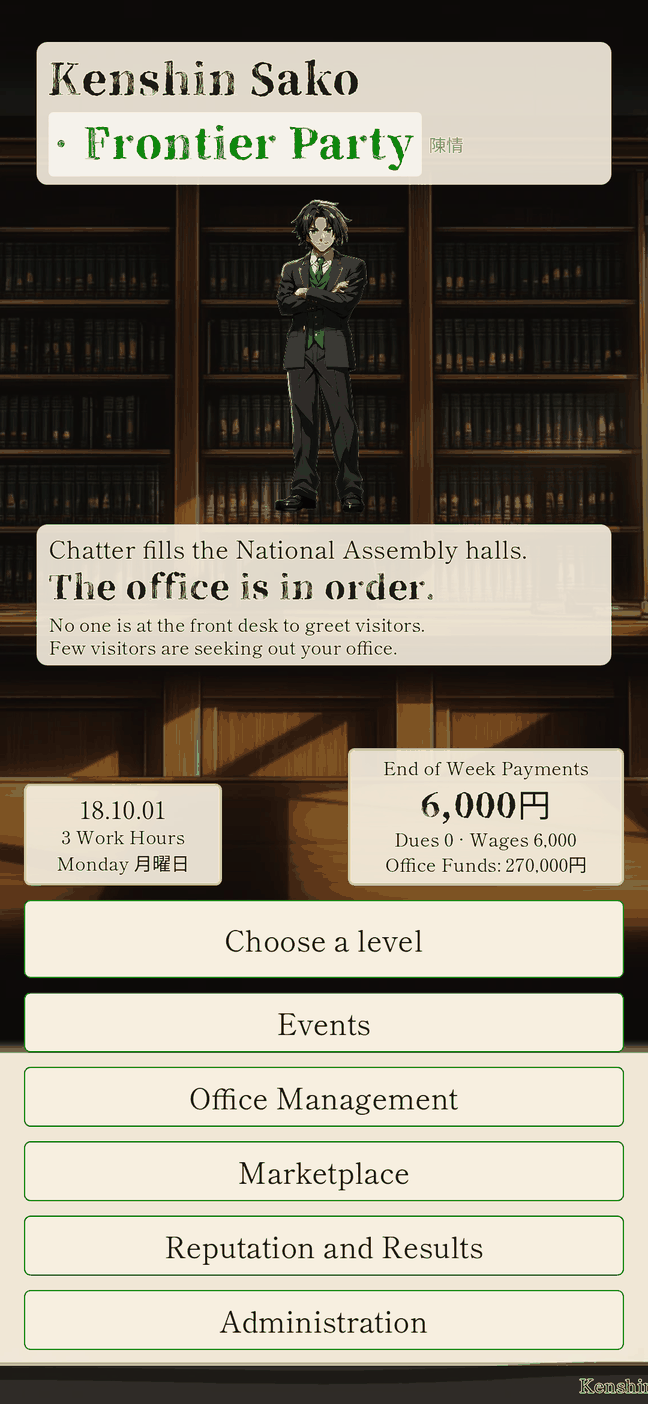 Kenshin Sako
· Frontier Party 陳情
Chatter fills the National Assembly halls.
The office is in order.
No one is at the front desk to greet visitors.
Few visitors are seeking out your office.
End of Week Payments
6,000円
Dues 0 · Wages 6,000
Office Funds: 270,000円
18.10.01
3 Work Hours
Monday 月曜日
Choose a level
Events
Office Management
Marketplace
Reputation and Results
Administration